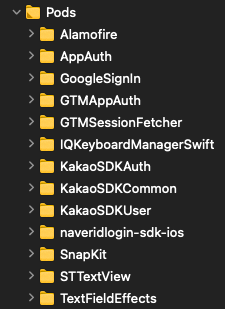 Pods
Alamofire
AppAuth
GoogleSignIn
GTMAppAuth
GTMSessionFetcher
IQKeyboardManagerSwift
KakaoSDKAuth
KakaoSDKCommon
KakaoSDKUser
naveridlogin-sdk-ios
SnapKit
STTextView
TextFieldEffects